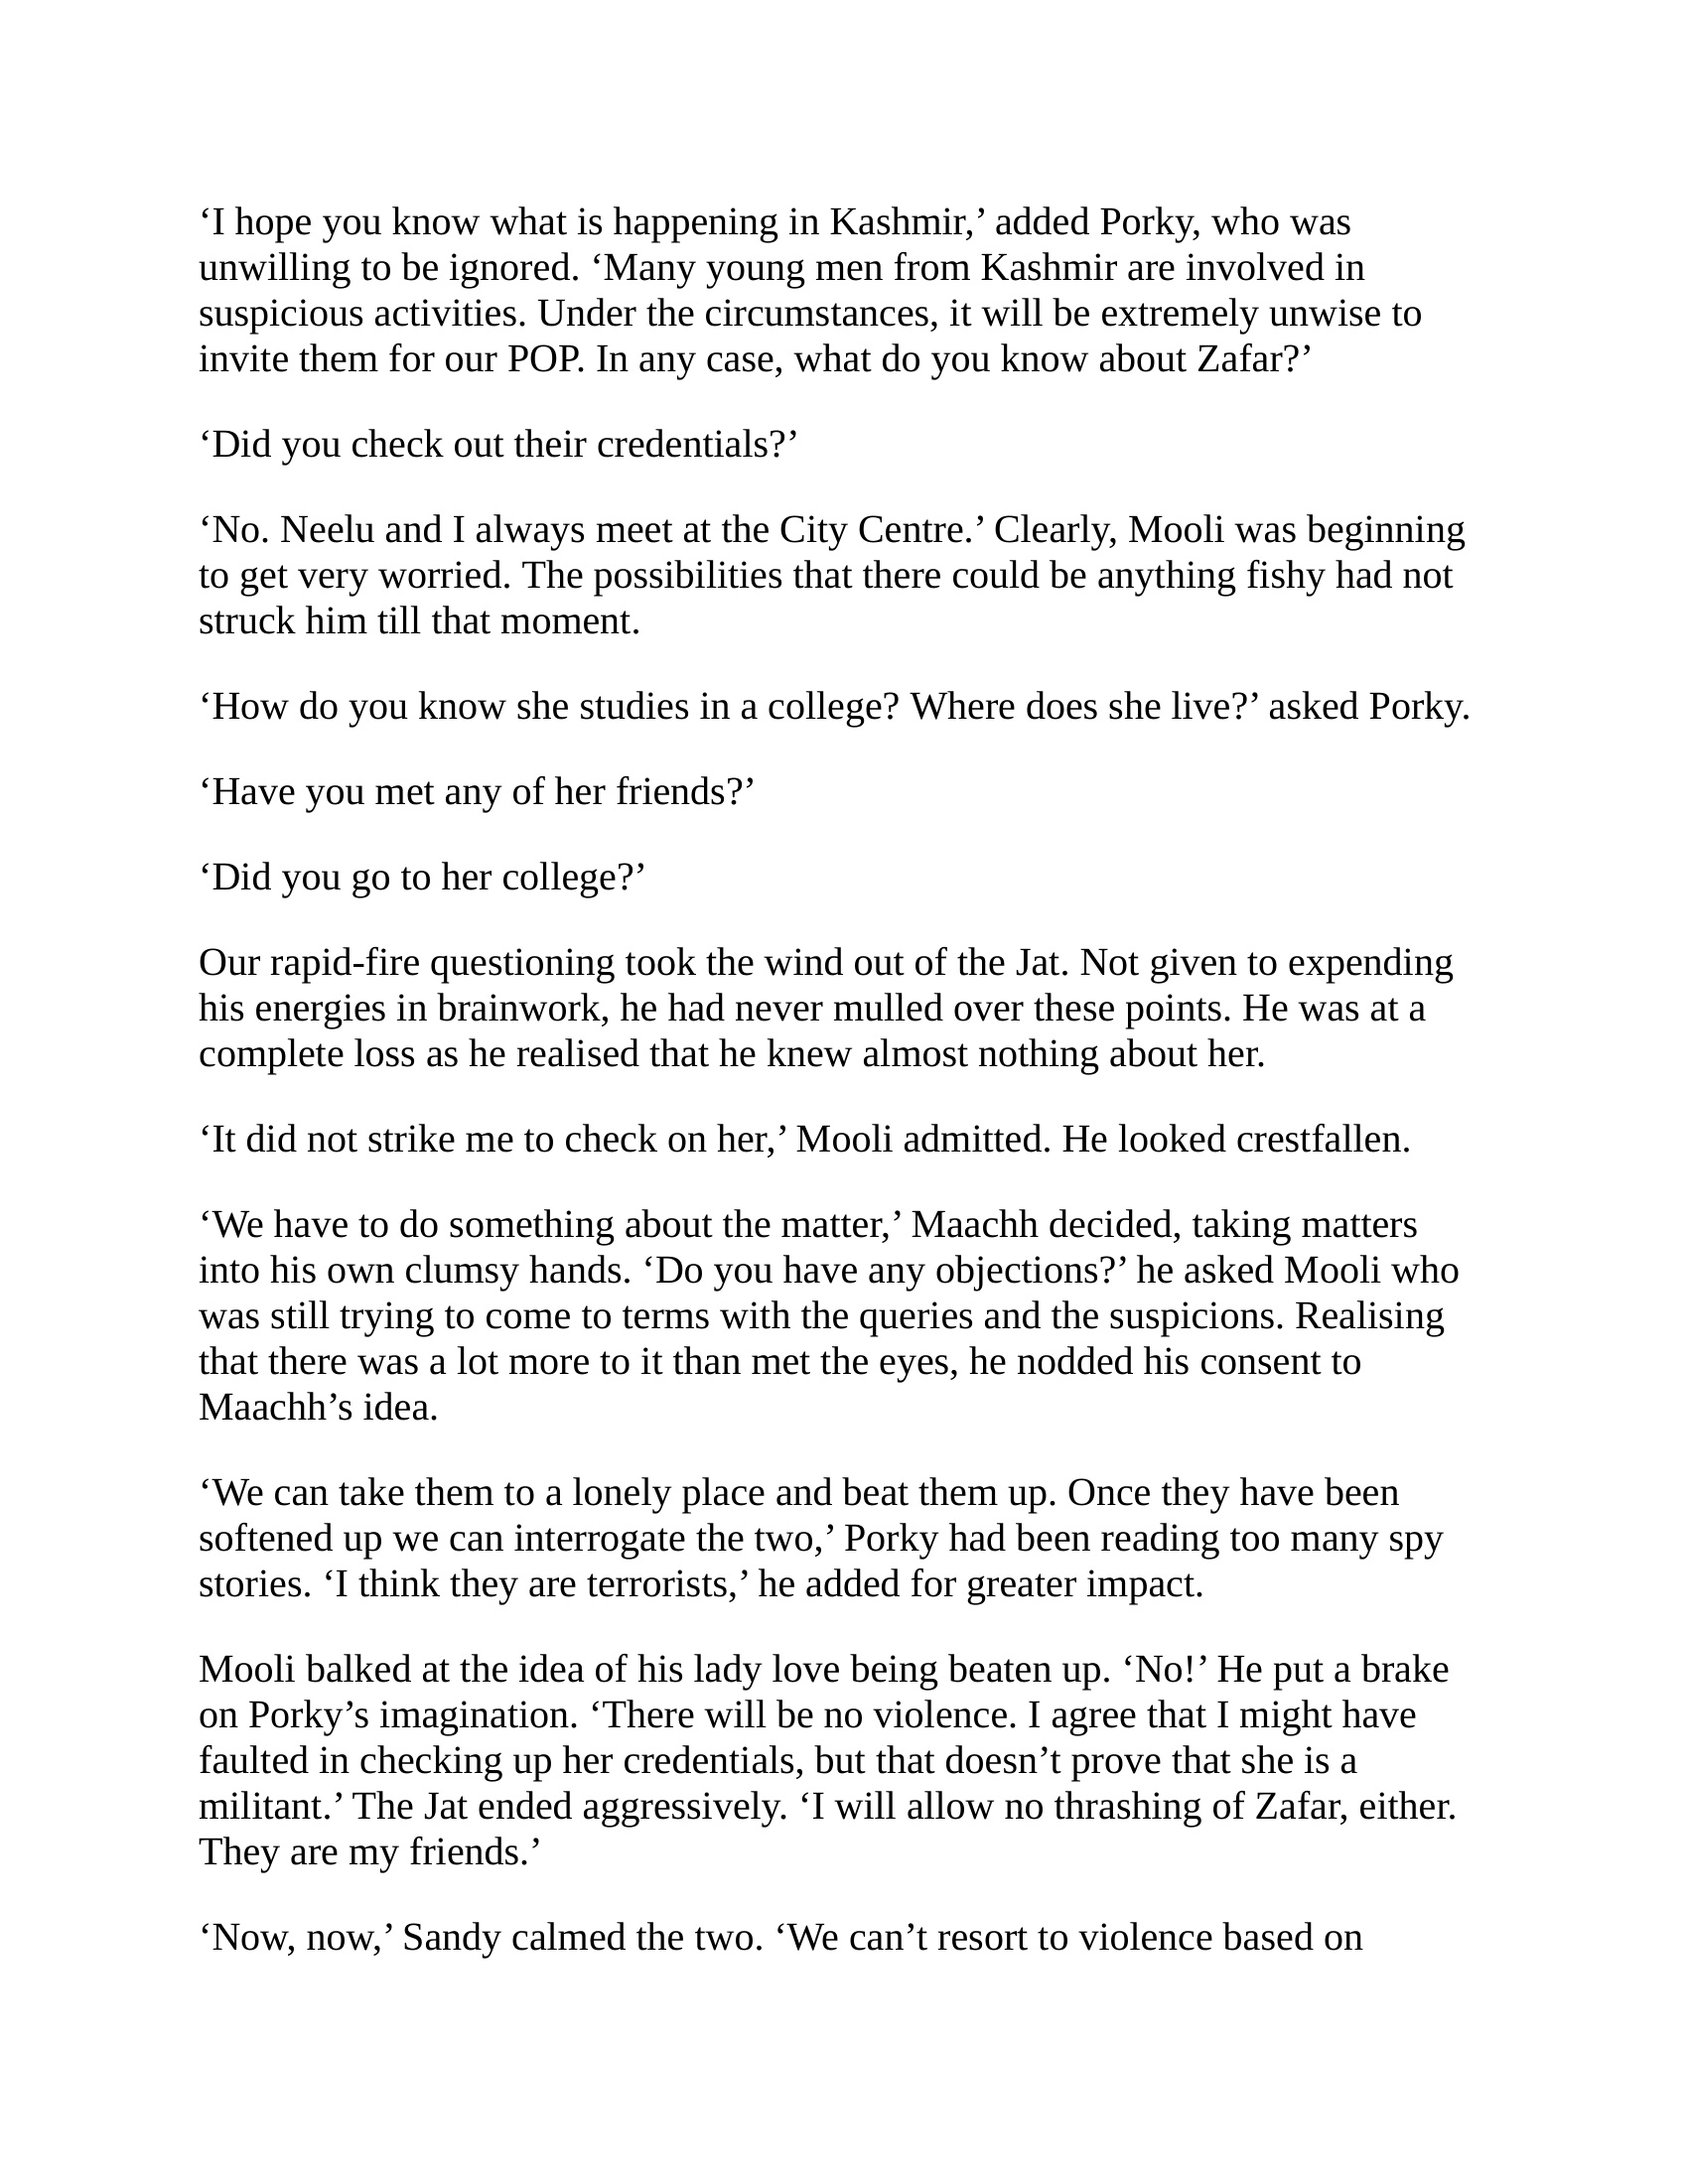 ‘I hope you know what is happening in Kashmir,’ added Porky, who was
unwilling to be ignored. ‘Many young men from Kashmir are involved in
suspicious activities. Under the circumstances, it will be extremely unwise to
invite them for our POP. In any case, what do you know about Zafar?’
‘Did you check out their credentials?’
‘No. Neelu and I always meet at the City Centre.’ Clearly, Mooli was beginning
to get very worried. The possibilities that there could be anything fishy had not
struck him till that moment.
‘How do you know she studies in a college? Where does she live?’ asked Porky.
‘Have you met any of her friends?’
‘Did you go to her college?’
Our rapid-fire questioning took the wind out of the Jat. Not given to expending
his energies in brainwork, he had never mulled over these points. He was at a
complete loss as he realised that he knew almost nothing about her.
‘It did not strike me to check on her,’ Mooli admitted. He looked crestfallen.
‘We have to do something about the matter,’ Maachh decided, taking matters
into his own clumsy hands. ‘Do you have any objections?’ he asked Mooli who
was still trying to come to terms with the queries and the suspicions. Realising
that there was a lot more to it than met the eyes, he nodded his consent to
Maachh’s idea.
‘We can take them to a lonely place and beat them up. Once they have been
softened up we can interrogate the two,’ Porky had been reading too many spy
stories. ‘I think they are terrorists,’ he added for greater impact.
Mooli balked at the idea of his lady love being beaten up. ‘No!’ He put a brake
on Porky’s imagination. ‘There will be no violence. I agree that I might have
faulted in checking up her credentials, but that doesn’t prove that she is a
militant.’ The Jat ended aggressively. ‘I will allow no thrashing of Zafar, either.
They are my friends.’
‘Now, now,’ Sandy calmed the two. ‘We can’t resort to violence based on